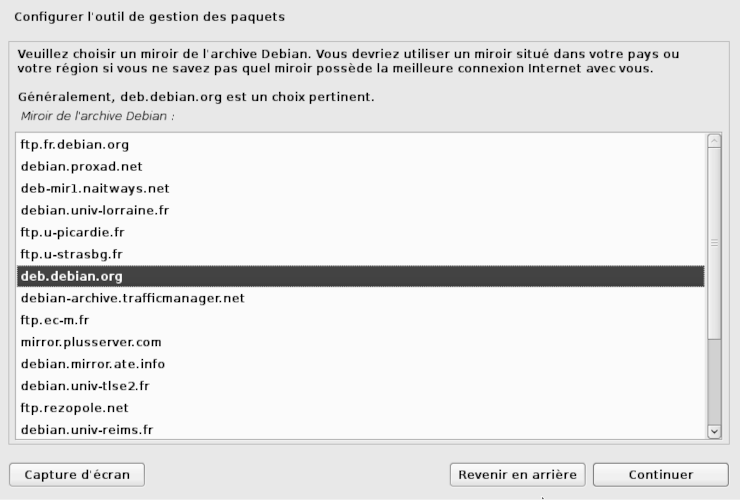 Configurer l'outil de gestion des paquets
Veuillez choisir un miroir de l'archive Debian. Vous devriez utiliser un miroir situé dans votre pays ou
votre région si vous ne savez pas quel miroir possède la meilleure connexion Internet avec vous.
Généralement, deb.debian.org est un choix pertinent.
Miroir de l'archive Debian :
ftp.fr.debian.org
debian.proxad.net
deb-mir1.naitways.net
debian.univ-lorraine.fr
ftp.u-picardie.fr
ftp.u-strasbg.fr
deb.debian.org
debian-archive.trafficmanager.net
ftp.ec-m.fr
mirror.plusserver.com
debian.mirror.ate.info
debian.univ-tlse2.fr
ftp.rezopole.net
debian.univ-reims.fr
Capture d'écran
Revenir en arrière
Continuer